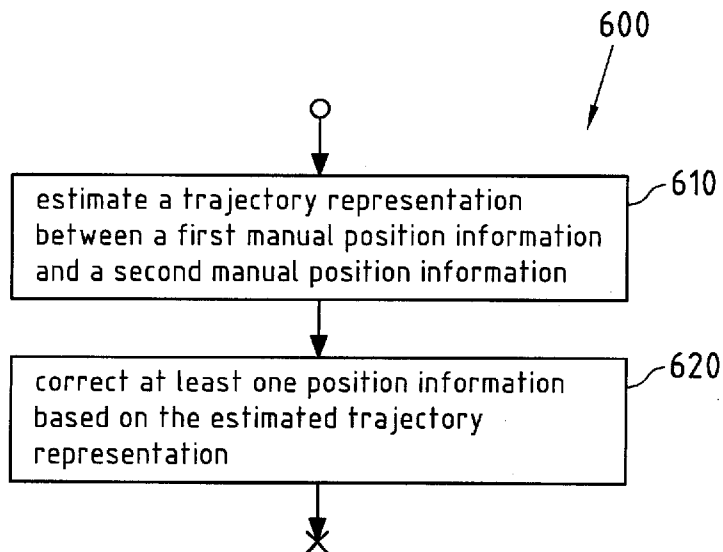 600
estimate a trajectory representation
between a first manual position information
and a second manual position information
610
correct at least one position information
based on the estimated trajectory
representation
620